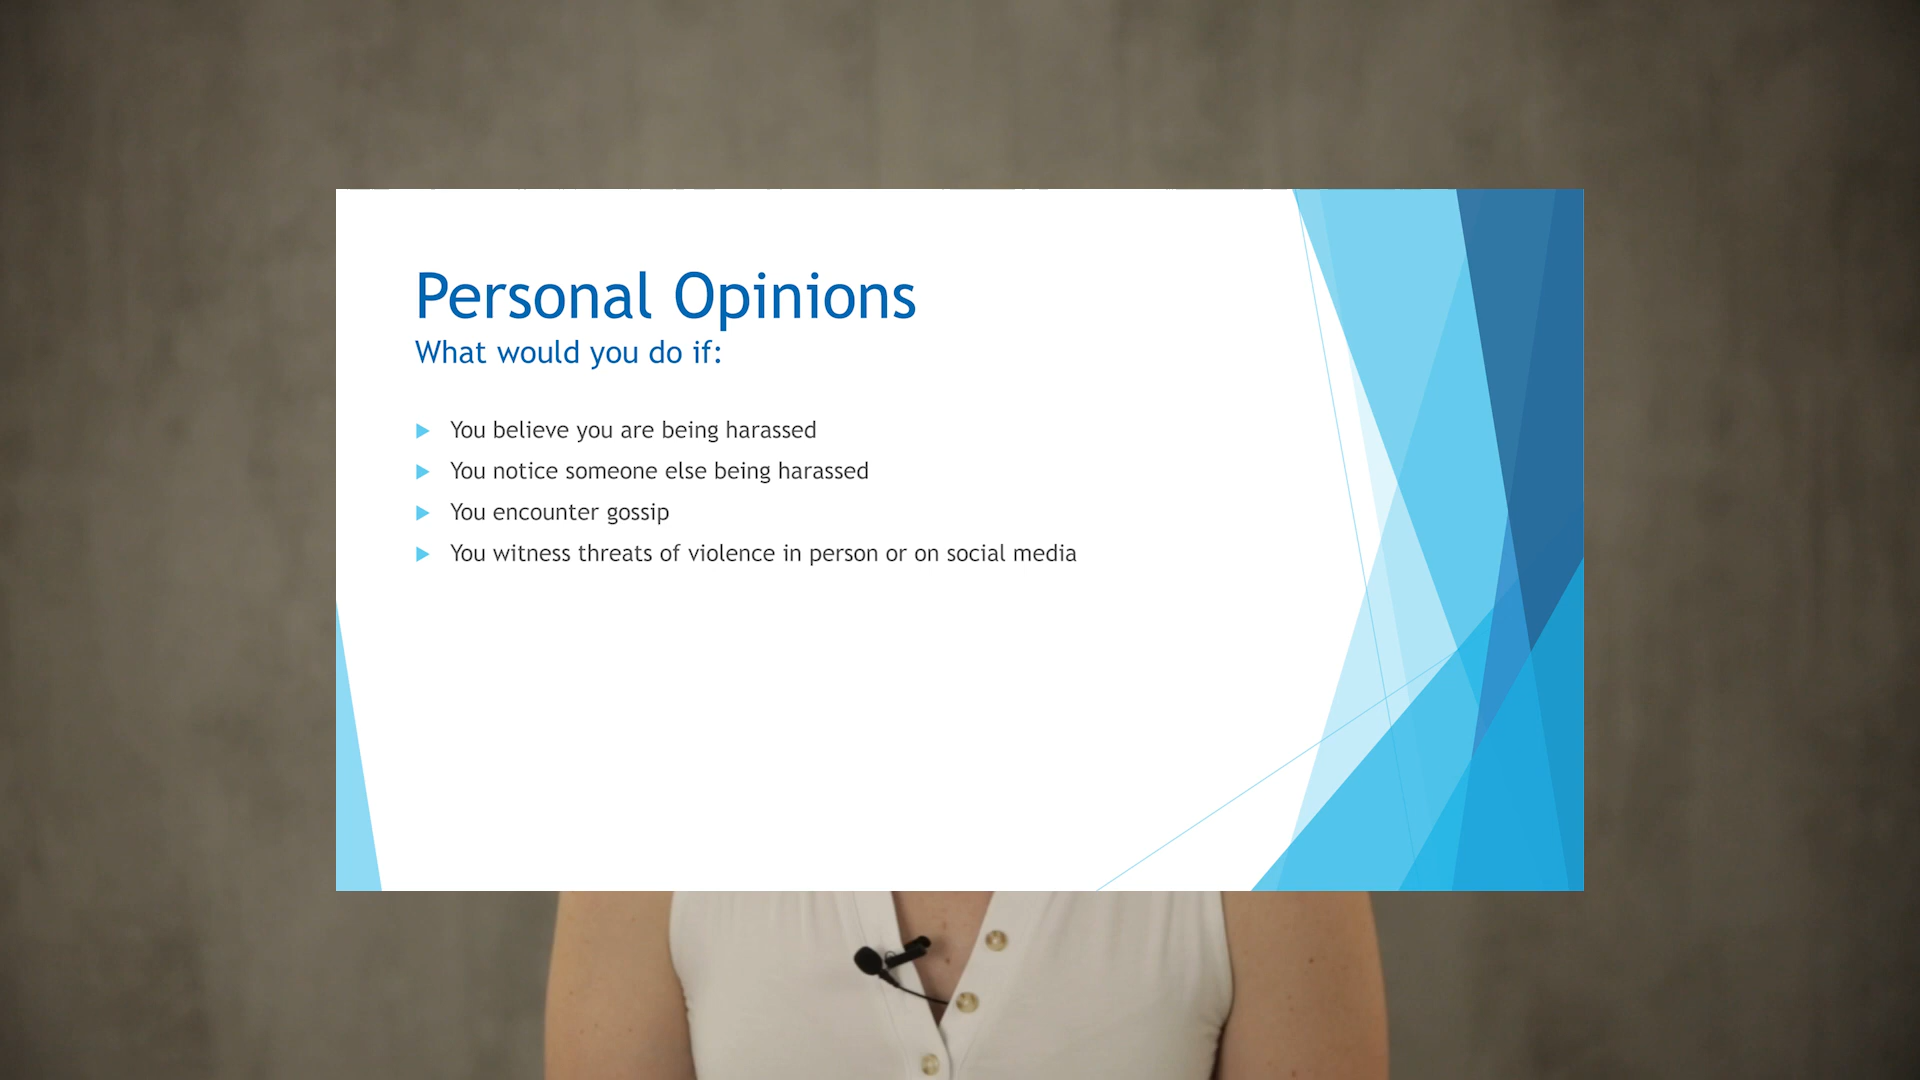 Personal Opinions
What would you do if:
You believe you are being harassed
You notice someone else being harassed
You encounter gossip
You witness threats of violence in person or on social media